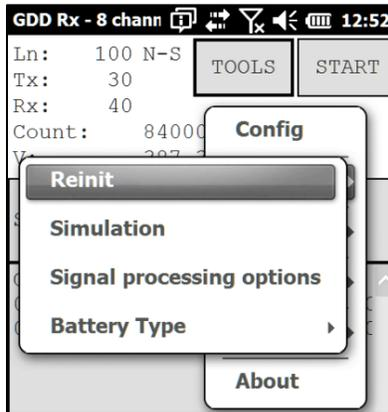 GDD Rx - 8 chann 12:52
Ln: 100 N-S
TOOLS START
Tx: 30
Rx: 40
Count: 84000
Config
Reinit
Simulation
Signal processing options
Battery Type
About